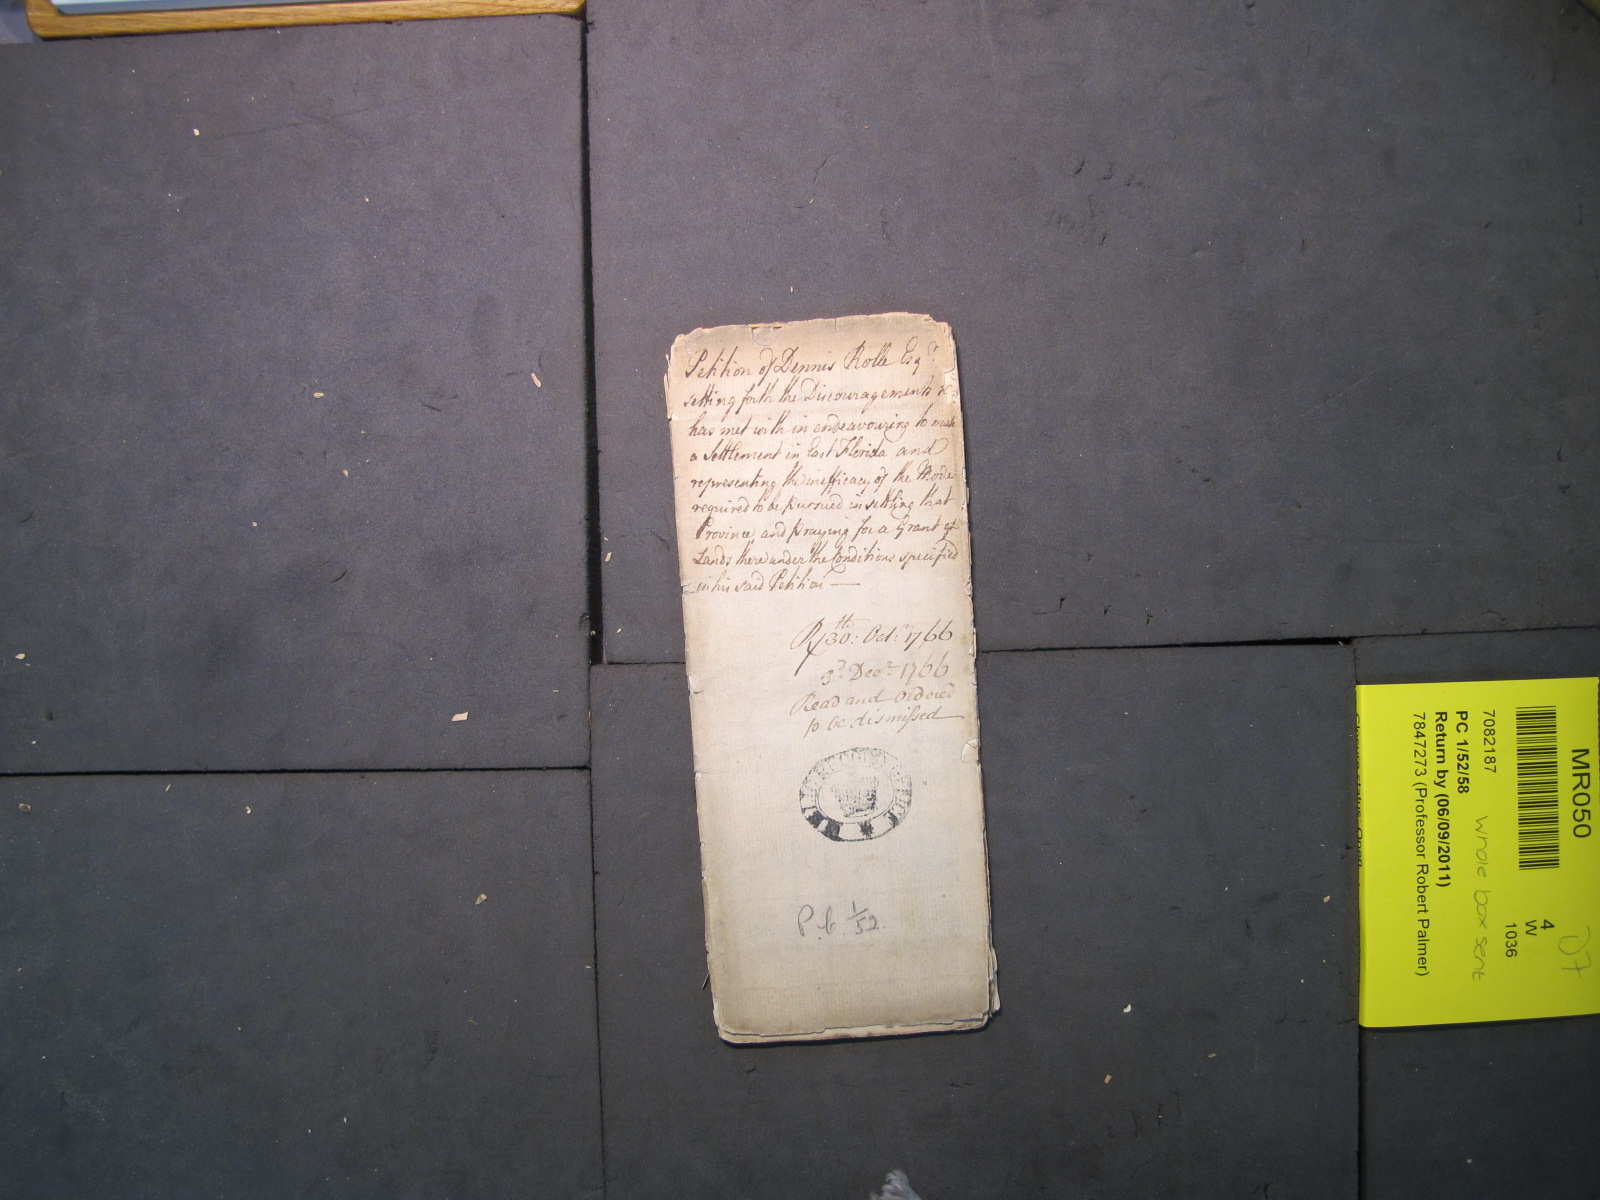 Petition of Dennis Rolle Esqr.
setting forth the Discouragements he
has met with in endeavouring to make
a Settlement in East Florida and
representing the inefficacy of the Mode
required to be pursued in settling that
Province, and praying for a Grant of
Lands there under the Conditions specified
in his said Petition —
R 30th. Octr. 1766
3d. Decr. 1766
Read and Ordered
to be dismissed
P.C. 1/52.
MR050
4
W
1036
7082187
whole box sent
PC 1/52/58
Return by (06/09/2011)
7847273 (Professor Robert Palmer)